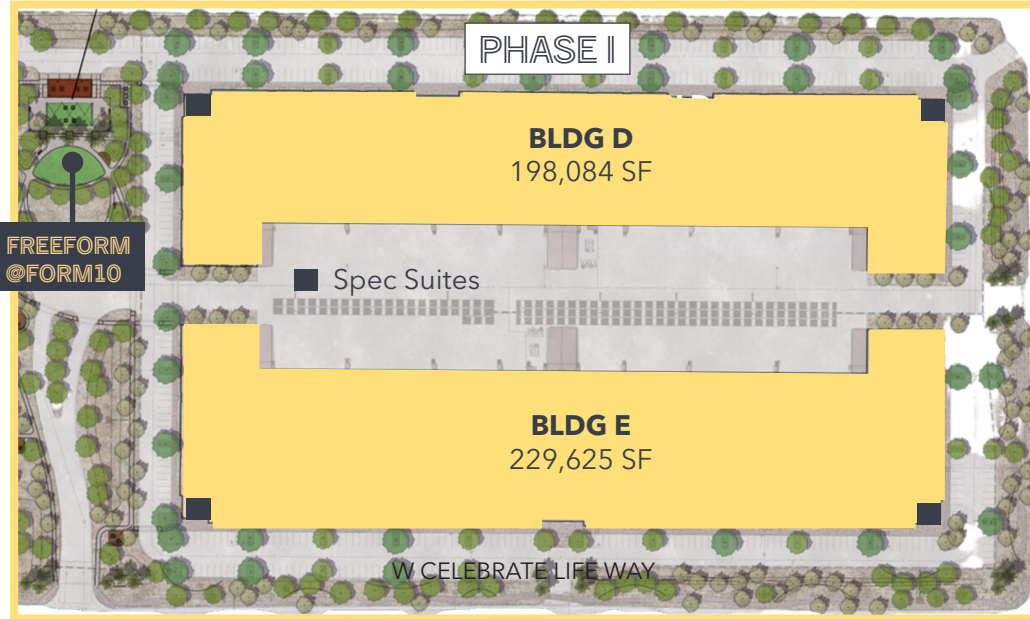 PHASE I
BLDG D
198,084 SF
FREEFORM
@FORM10
Spec Suites
BLDG E
229,625 SF
W CELEBRATE LIFE WAY